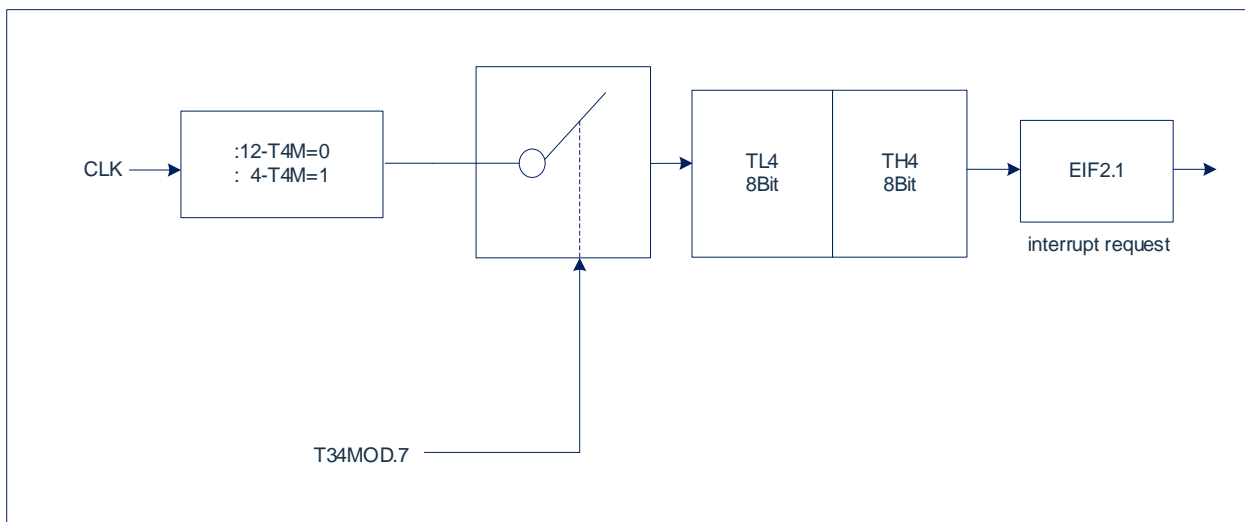 :12-T4M=0
: 4-T4M=1
CLK
TL4
8Bit
TH4
8Bit
EIF2.1
interrupt request
T34MOD.7